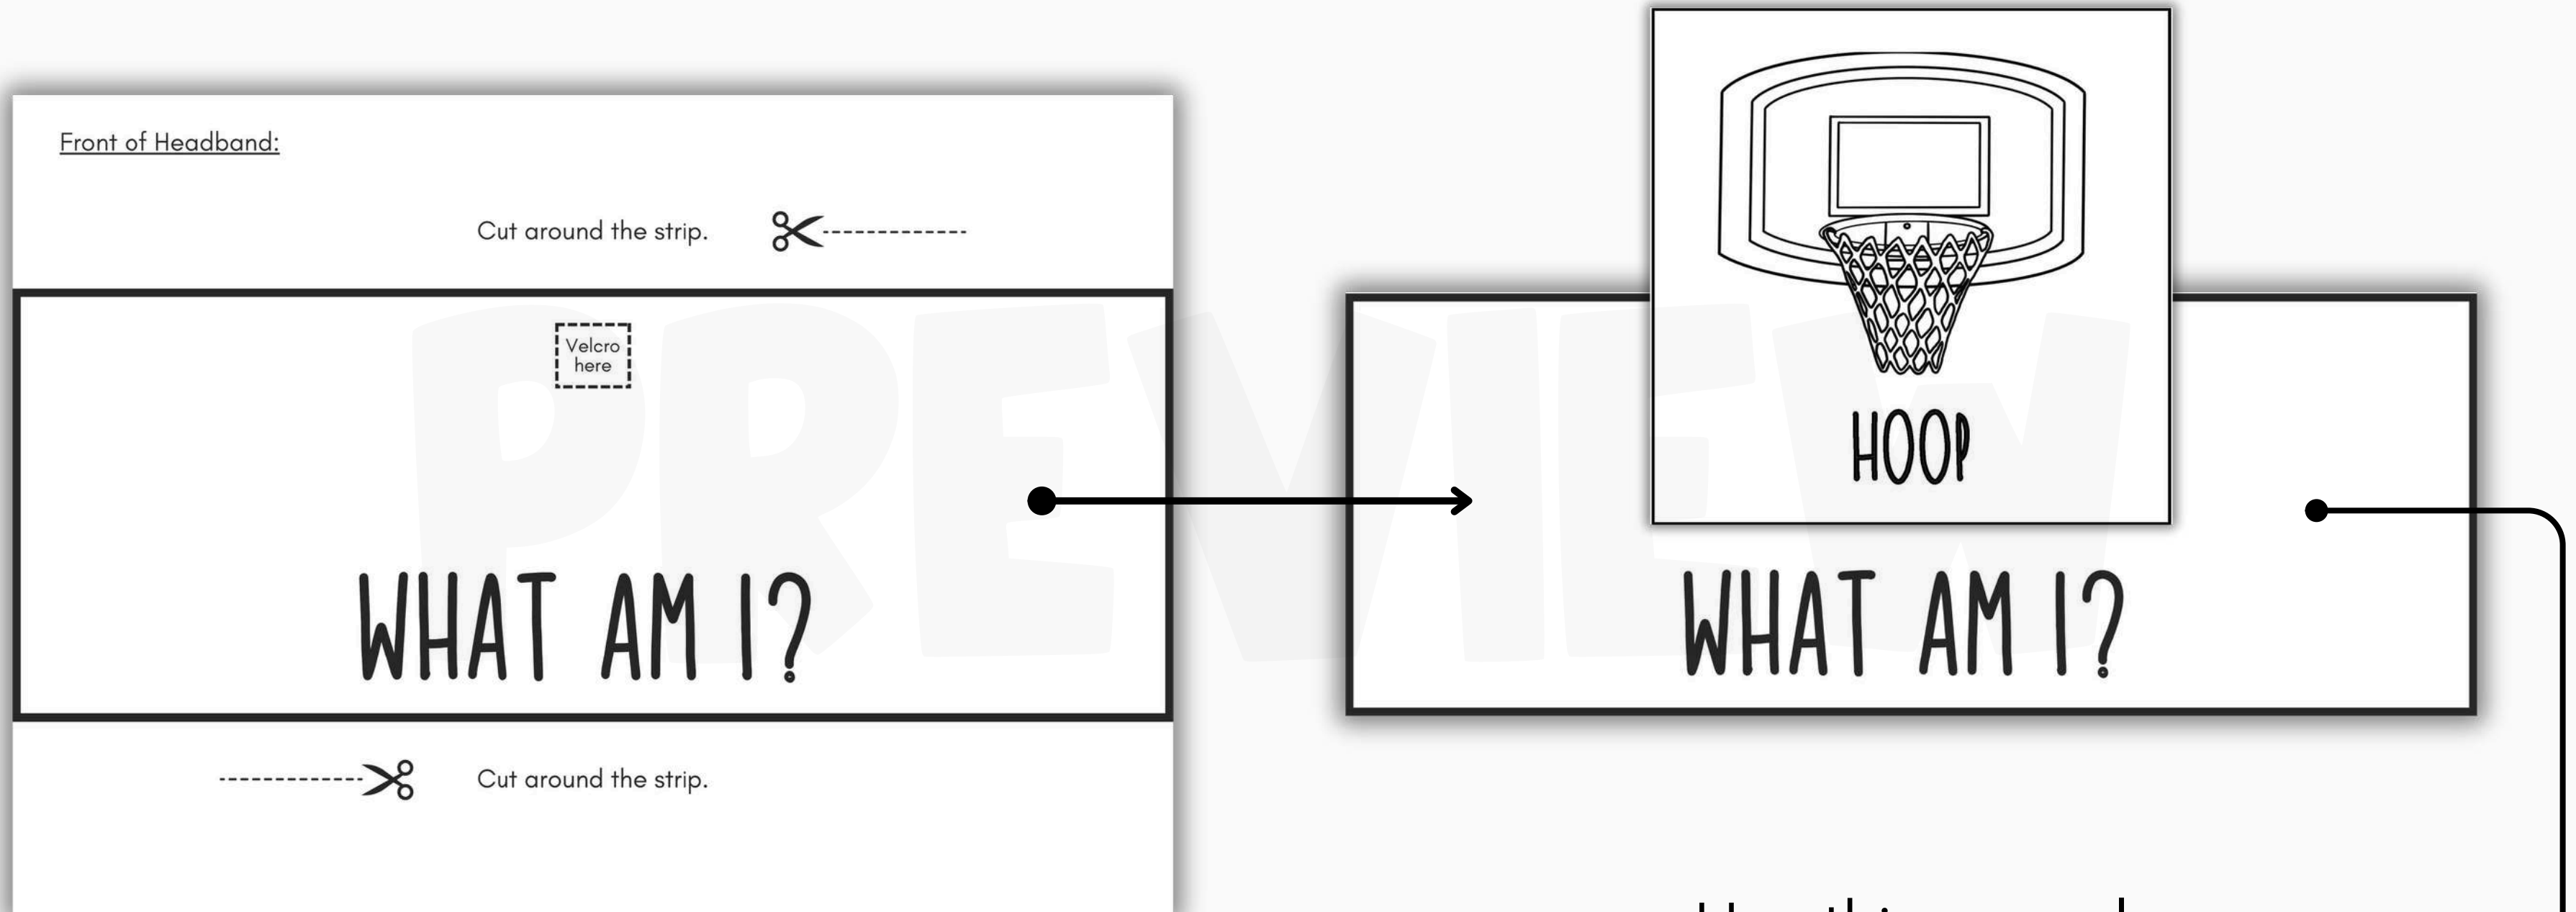 Front of Headband:
Cut around the strip.
Velcro
here
WHAT AM I?
Cut around the strip.
HOOP
WHAT AM I?
PREVIEW